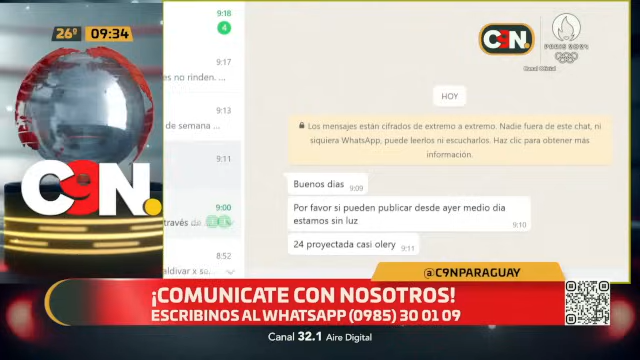 26º 09:34
9:18
4
9:17
es no rinden. ...
9:13
de semana ...
9:11
9:00
través de
8:52
aldivar x se...
C9N.
C9N.
PARIS 2024
Canal Oficial
HOY
Los mensajes están cifrados de extremo a extremo. Nadie fuera de este chat, ni
siquiera WhatsApp, puede leerlos ni escucharlos. Haz clic para obtener más
información.
Buenos dias 9:09
Por favor si pueden publicar desde ayer medio dia
estamos sin luz 9:10
24 proyectada casi olery 9:11
@C9NPARAGUAY
¡COMUNICATE CON NOSOTROS!
ESCRIBINOS AL WHATSAPP (0985) 30 01 09
Canal 32.1 Aire Digital